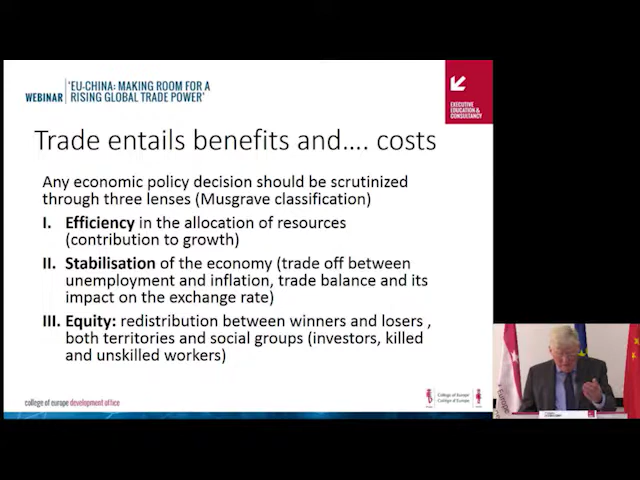 WEBINAR
'EU-CHINA: MAKING ROOM FOR A
RISING GLOBAL TRADE POWER'
EXECUTIVE
EDUCATION &
CONSULTANCY
Trade entails benefits and.... costs
Any economic policy decision should be scrutinized
through three lenses (Musgrave classification)
I. Efficiency in the allocation of resources
(contribution to growth)
II. Stabilisation of the economy (trade off between
unemployment and inflation, trade balance and its
impact on the exchange rate)
III. Equity: redistribution between winners and losers ,
both territories and social groups (investors, killed
and unskilled workers)
college of europe development office
College of Europe
Collège d'Europe